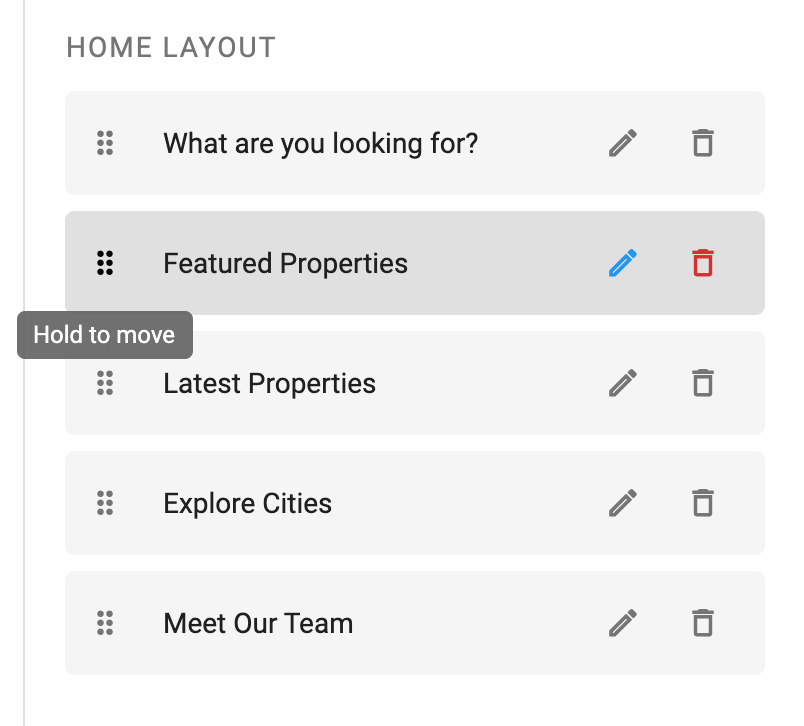 HOME LAYOUT
What are you looking for?
Featured Properties
Hold to move
Latest Properties
Explore Cities
Meet Our Team